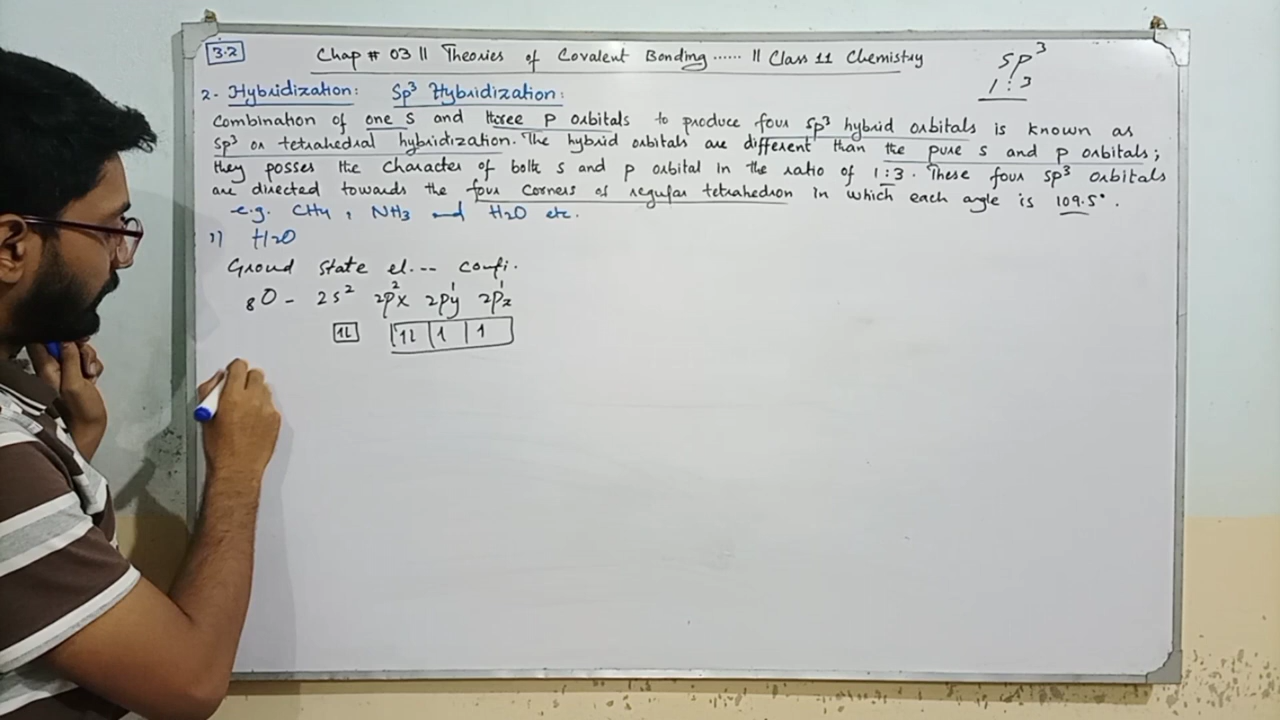 3.2
Chap # 03 || Theories of Covalent Bonding ...... || Class 11 Chemistry
Sp³
1 : 3
2- Hybridization: Sp³ Hybridization:
Combination of one s and three p orbitals to produce four Sp³ hybrid orbitals is known as
Sp³ or tetrahedral hybridization. The hybrid orbitals are different than the pure s and p orbitals;
they posses the character of both s and p orbital in the ratio of 1:3. These four sp³ orbitals
are directed towards the four corners of regular tetrahedron in which each angle is 109.5°.
e.g. CH4, NH3 and H2O etc.
1) H2O
Ground state el.-- confi.
8O - 2s² 2px² 2py¹ 2pz¹
1L 1L 1 1